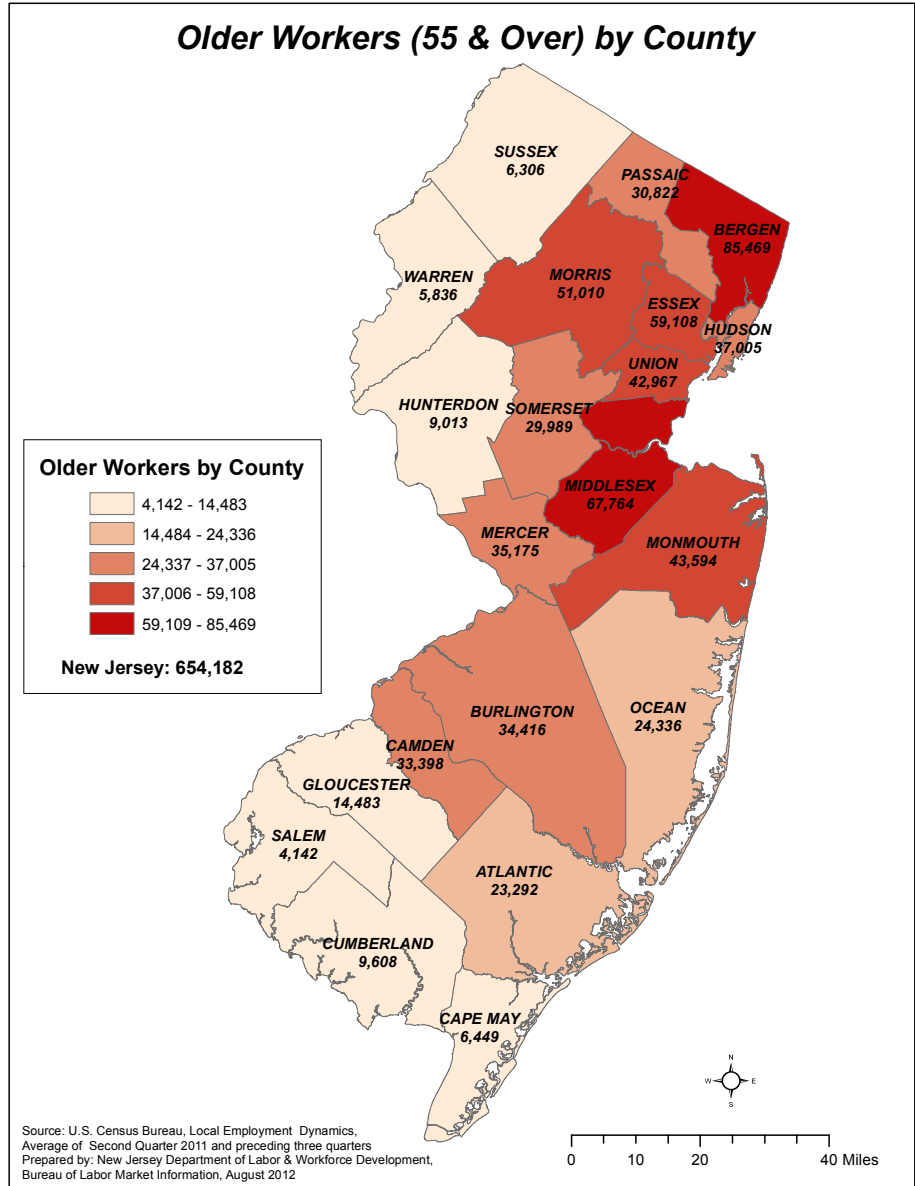 Older Workers (55 & Over) by County
SUSSEX
6,306
PASSAIC
30,822
BERGEN
85,469
WARREN
5,836
MORRIS
51,010
ESSEX
59,108
HUDSON
37,005
UNION
42,967
HUNTERDON
9,013
SOMERSET
29,989
MIDDLESEX
67,764
MERCER
35,175
MONMOUTH
43,594
Older Workers by County
4,142 - 14,483
14,484 - 24,336
24,337 - 37,005
37,006 - 59,108
59,109 - 85,469
New Jersey: 654,182
BURLINGTON
34,416
OCEAN
24,336
CAMDEN
33,398
GLOUCESTER
14,483
SALEM
4,142
ATLANTIC
23,292
CUMBERLAND
9,608
CAPE MAY
6,449
N
W E
S
Source: U.S. Census Bureau, Local Employment Dynamics,
Average of Second Quarter 2011 and preceding three quarters
Prepared by: New Jersey Department of Labor & Workforce Development,
Bureau of Labor Market Information, August 2012
0 10 20 40 Miles